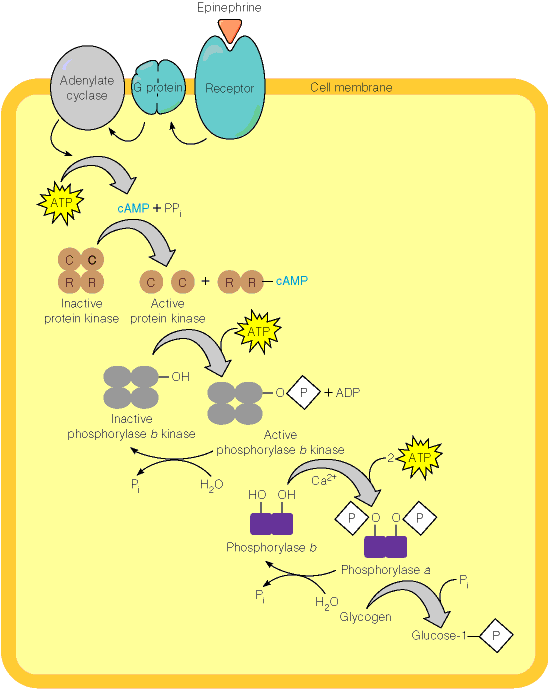 Epinephrine
Adenylate
cyclase
G protein
Receptor
Cell membrane
ATP
cAMP + PPi
C C
R R
C C + R R cAMP
Inactive
protein kinase
Active
protein kinase
ATP
OH
O P + ADP
Inactive
phosphorylase b kinase
Active
phosphorylase b kinase
Pi
H2O
2 ATP
Ca2+
HO OH
P O O P
Phosphorylase b
Phosphorylase a
Pi
H2O
Pi
Glycogen
Glucose-1 P